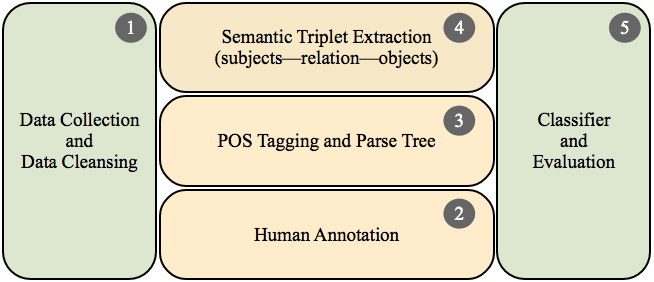 1
Data Collection
and
Data Cleansing
4
Semantic Triplet Extraction
(subjects—relation—objects)
3
POS Tagging and Parse Tree
2
Human Annotation
5
Classifier
and
Evaluation